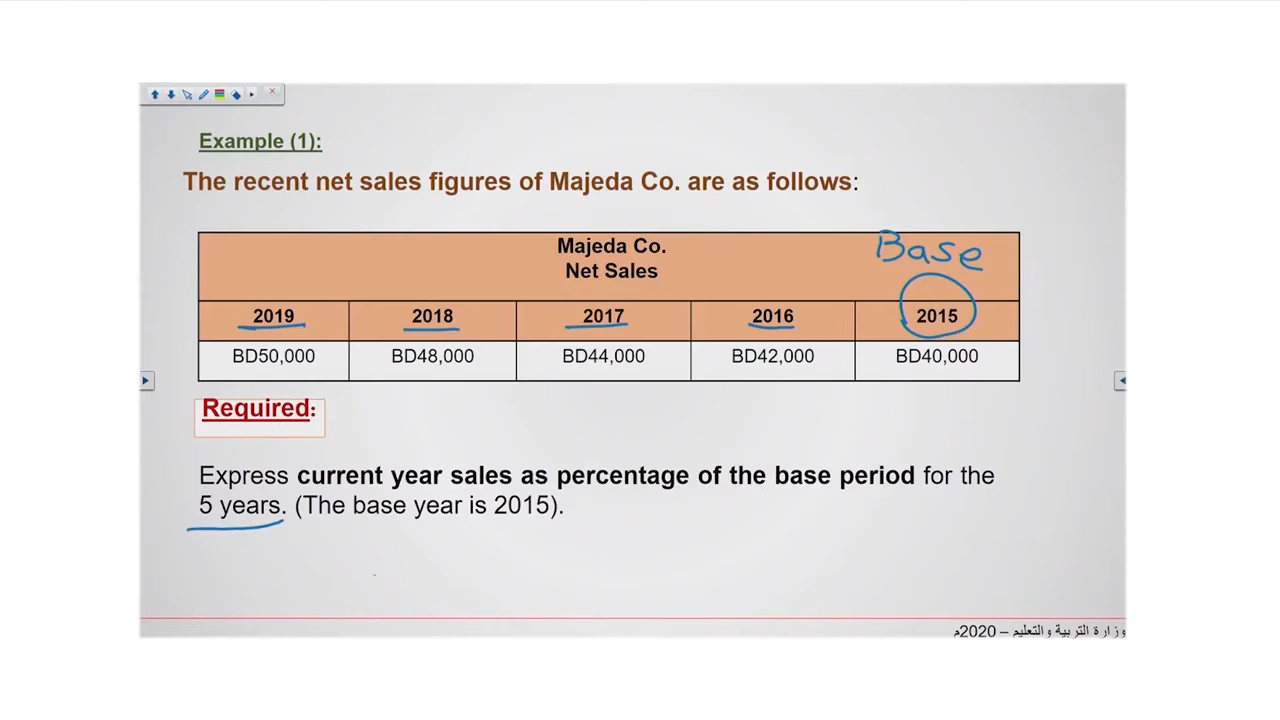 Example (1):
The recent net sales figures of Majeda Co. are as follows:
Majeda Co.
Net Sales
Base
2019 2018 2017 2016 2015
BD50,000 BD48,000 BD44,000 BD42,000 BD40,000
Required:
Express current year sales as percentage of the base period for the
5 years. (The base year is 2015).
وزارة التربية والتعليم – 2020م